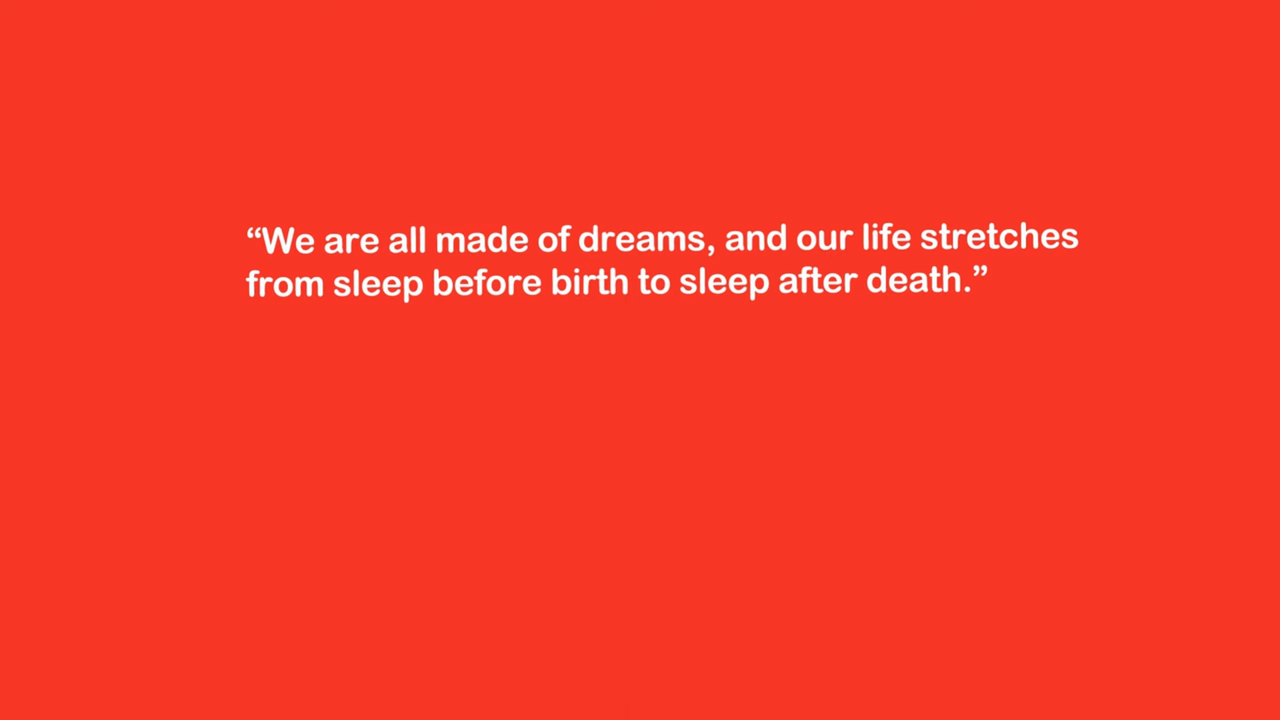 “We are all made of dreams, and our life stretches
from sleep before birth to sleep after death.”